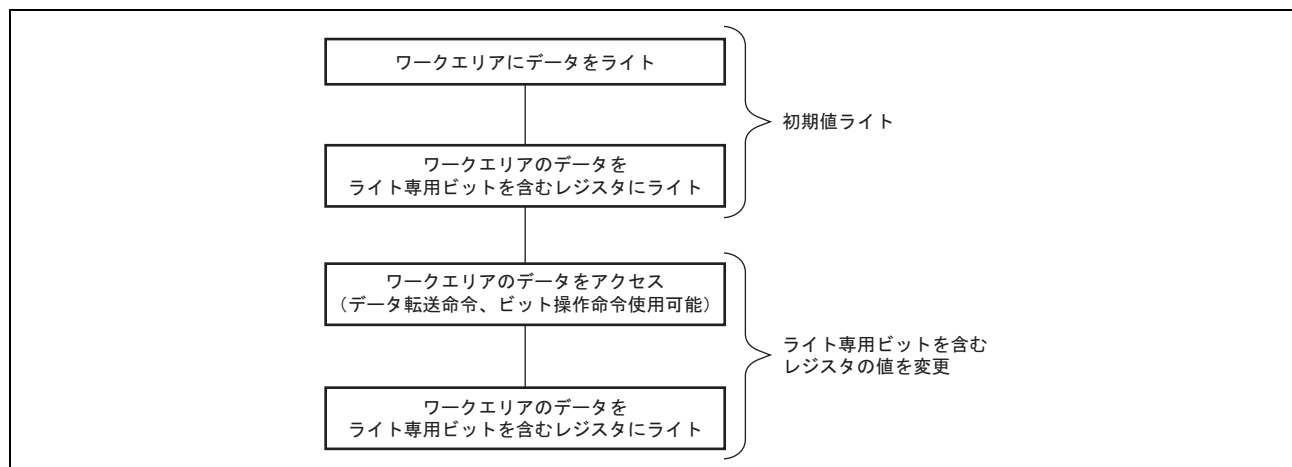 ワークエリアにデータをライト
初期値ライト
ワークエリアのデータを
ライト専用ビットを含むレジスタにライト
ワークエリアのデータをアクセス
（データ転送命令、ビット操作命令使用可能）
ライト専用ビットを含む
レジスタの値を変更
ワークエリアのデータを
ライト専用ビットを含むレジスタにライト